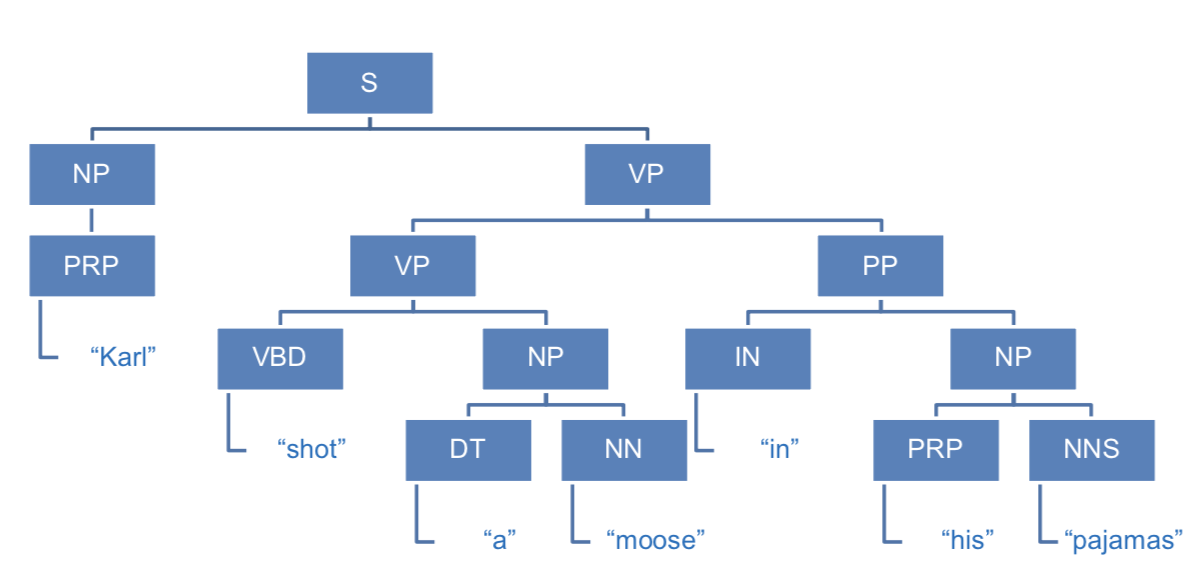 S
NP VP
PRP VP PP
“Karl” VBD NP IN NP
“shot” DT NN “in” PRP NNS
“a” “moose” “his” “pajamas”